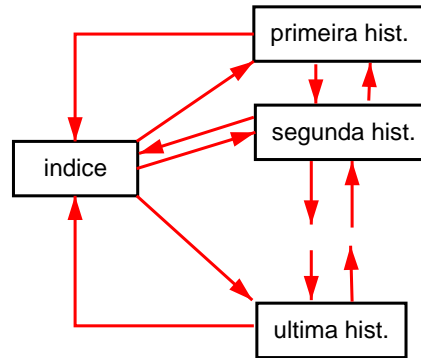 primeira hist.
segunda hist.
indice
ultima hist.